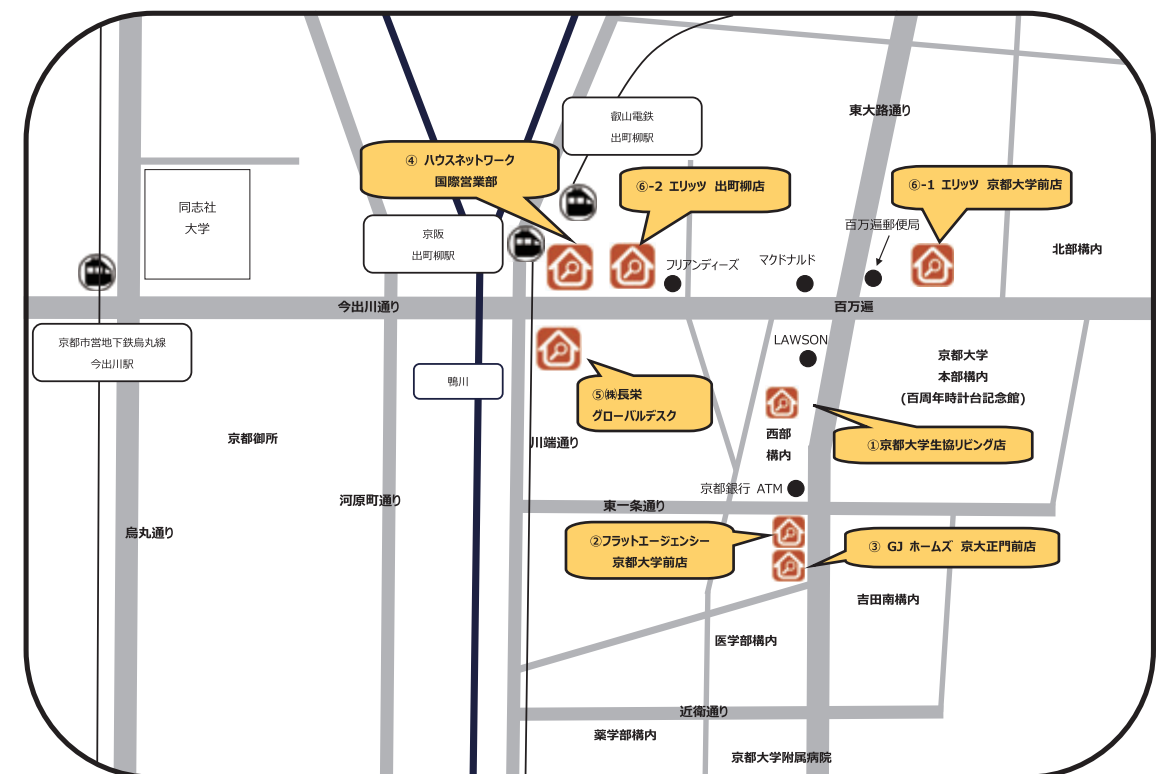 東大路通り
叡山電鉄
出町柳駅
④ ハウスネットワーク
国際営業部
⑥-2 エリッツ 出町柳店
⑥-1 エリッツ 京都大学前店
同志社
大学
京阪
出町柳駅
百万遍郵便局
北部構内
フリアンディーズ
マクドナルド
今出川通り
百万遍
京都市営地下鉄烏丸線
今出川駅
LAWSON
京都大学
本部構内
(百周年時計台記念館)
鴨川
⑤㈱長栄
グローバルデスク
①京都大学生協リビング店
西部
構内
京都御所
川端通り
河原町通り
京都銀行 ATM
東一条通り
烏丸通り
②フラットエージェンシー
京都大学前店
③ GJ ホームズ 京大正門前店
吉田南構内
医学部構内
近衛通り
薬学部構内
京都大学附属病院